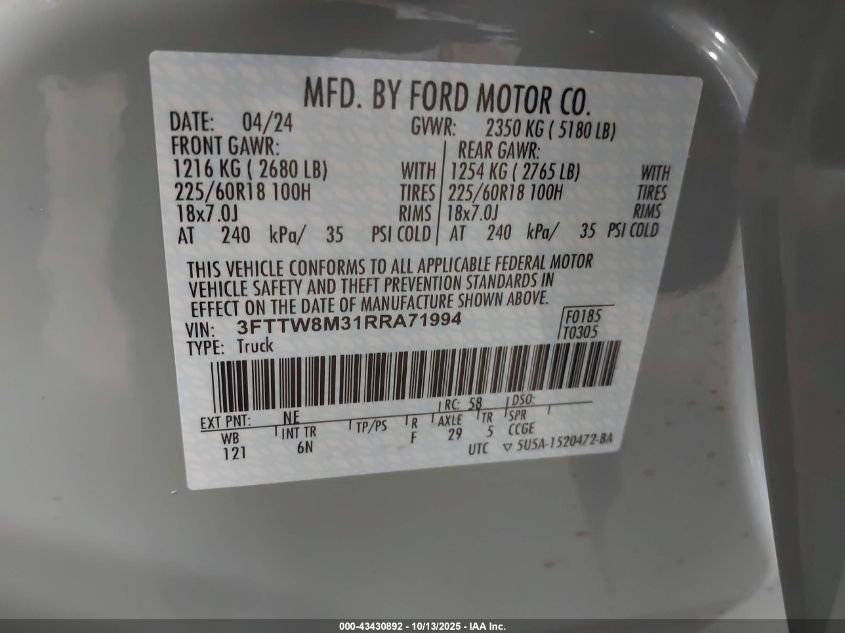 MFD. BY FORD MOTOR CO.
DATE: 04/24 GVWR: 2350 KG ( 5180 LB)
FRONT GAWR: REAR GAWR:
1216 KG ( 2680 LB) WITH 1254 KG ( 2765 LB) WITH
225/60R18 100H TIRES 225/60R18 100H TIRES
18x7.0J RIMS 18x7.0J RIMS
AT 240 kPa/ 35 PSI COLD AT 240 kPa/ 35 PSI COLD
THIS VEHICLE CONFORMS TO ALL APPLICABLE FEDERAL MOTOR
VEHICLE SAFETY AND THEFT PREVENTION STANDARDS IN
EFFECT ON THE DATE OF MANUFACTURE SHOWN ABOVE.
VIN: 3FTTW8M31RRA71994 F0185
TYPE: Truck T0305
EXT PNT: NE RC: 58 DSO:
WB INT TR TP/PS R AXLE TR SPR
121 6N F 29 5 CCGE
UTC ▽ 5U5A-1520472-BA
000-43430892 - 10/13/2025 - IAA Inc.